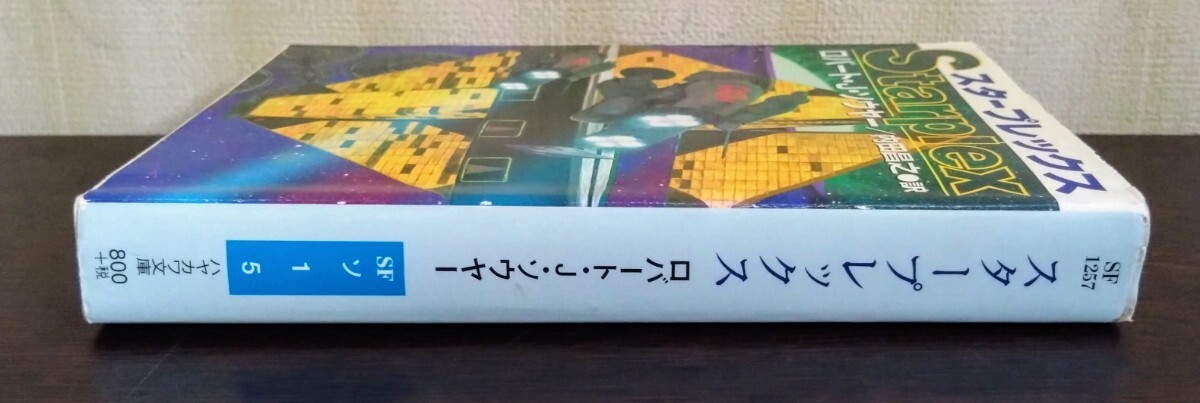 スタープレックス
Starplex
ロバート・J・ソウヤー/内田昌之●訳
SF
1257
スタープレックス
ロバート・J・ソウヤー
SF
ソ
1
5
ハヤカワ文庫
800
+税